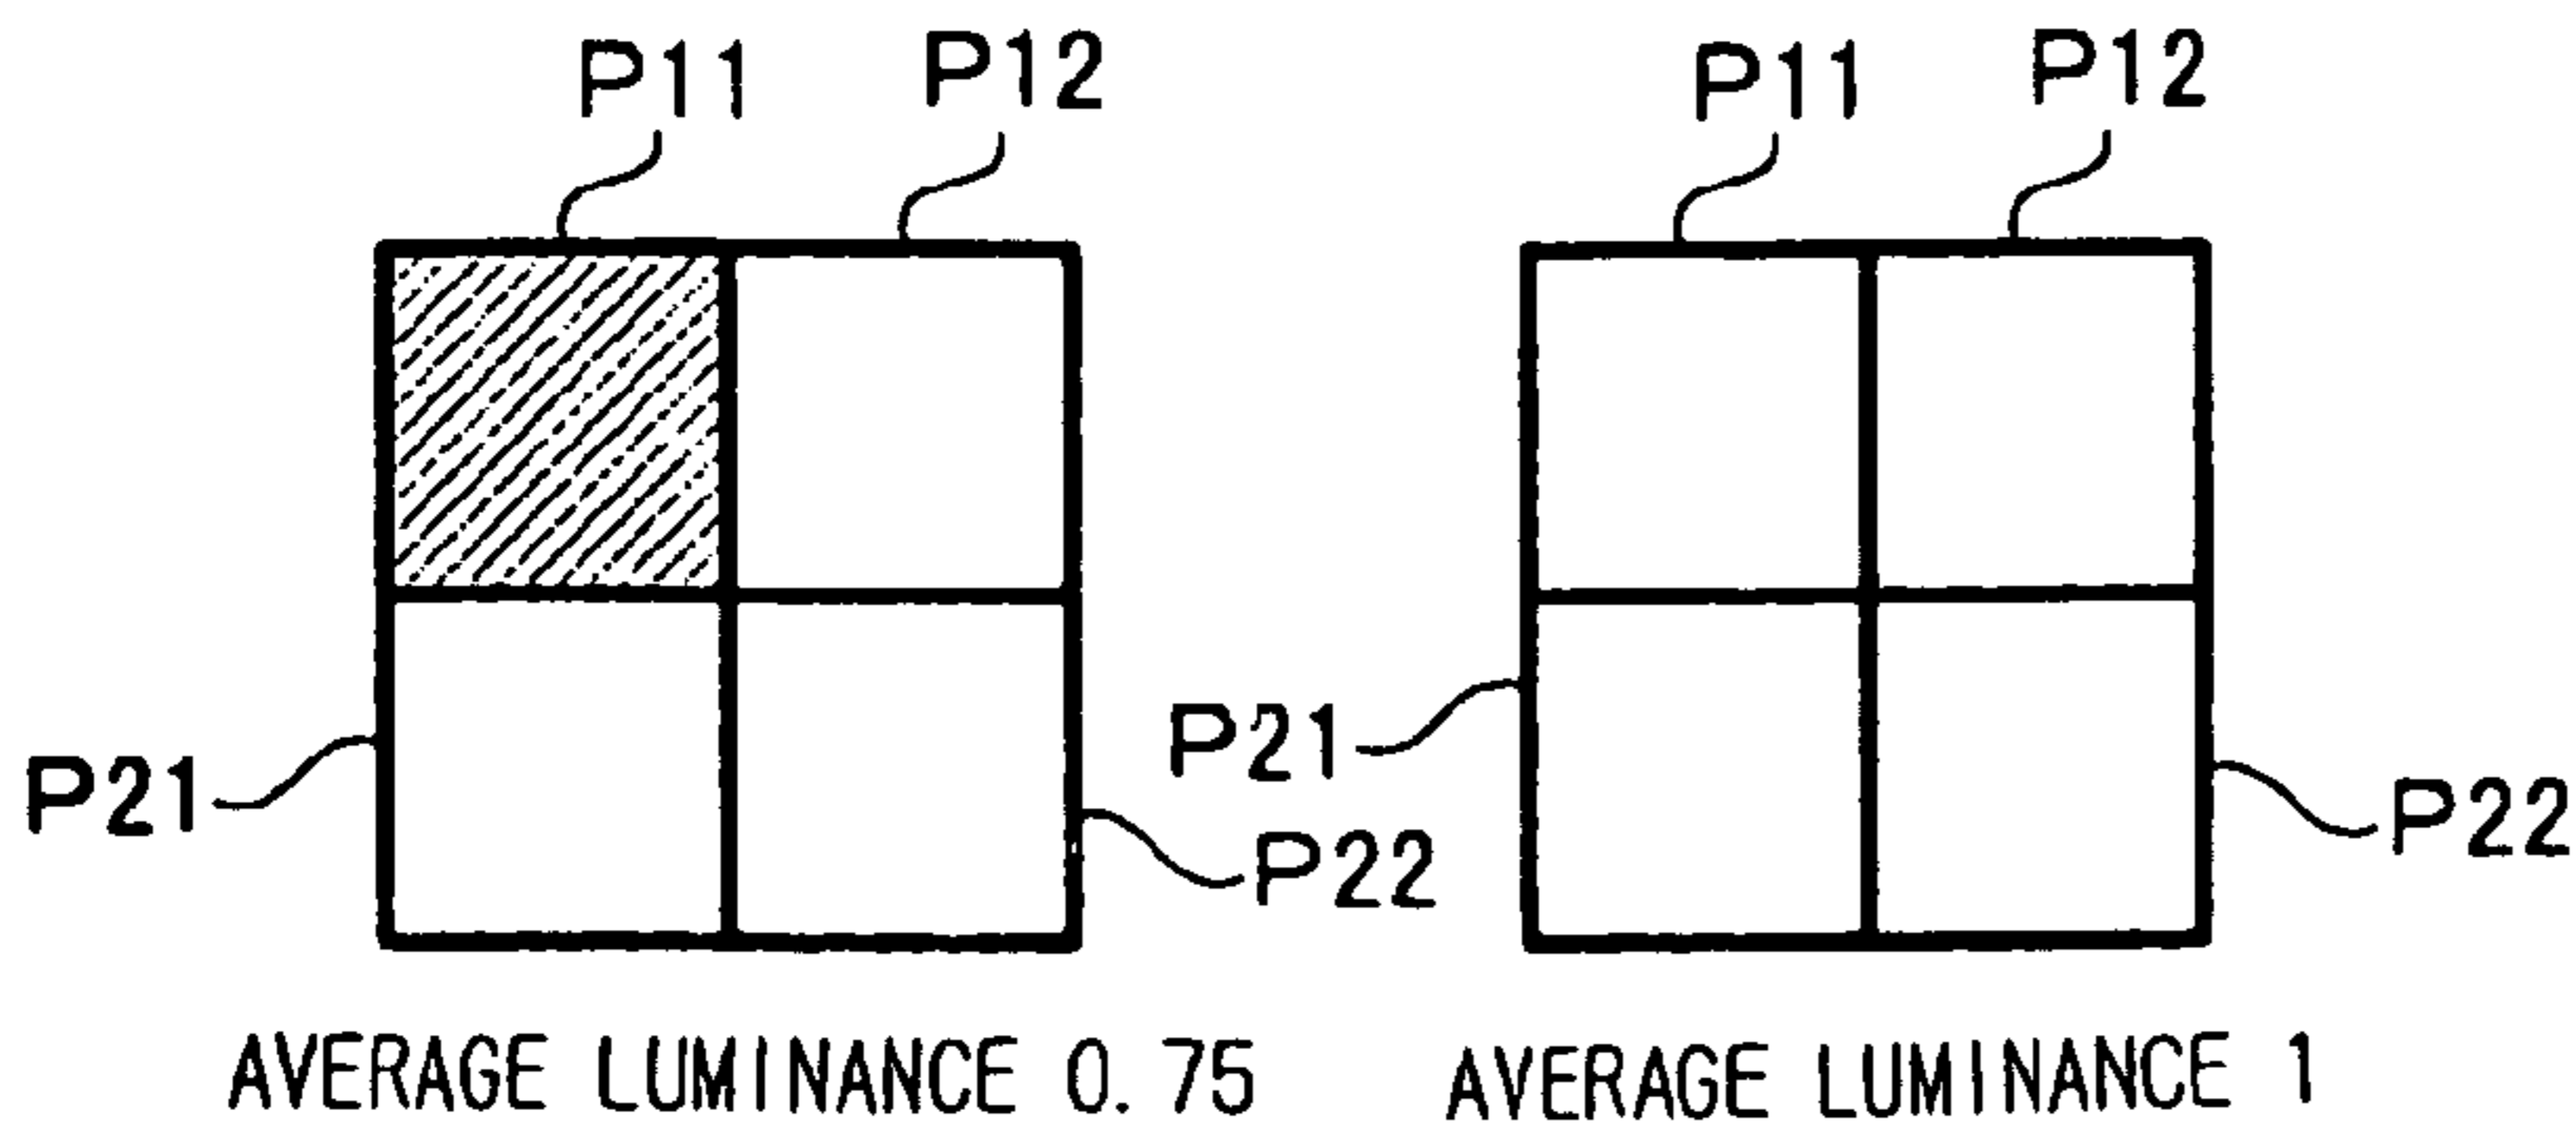 P11 P12
P21
P22
AVERAGE LUMINANCE 0.75
P11 P12
P21
P22
AVERAGE LUMINANCE 1